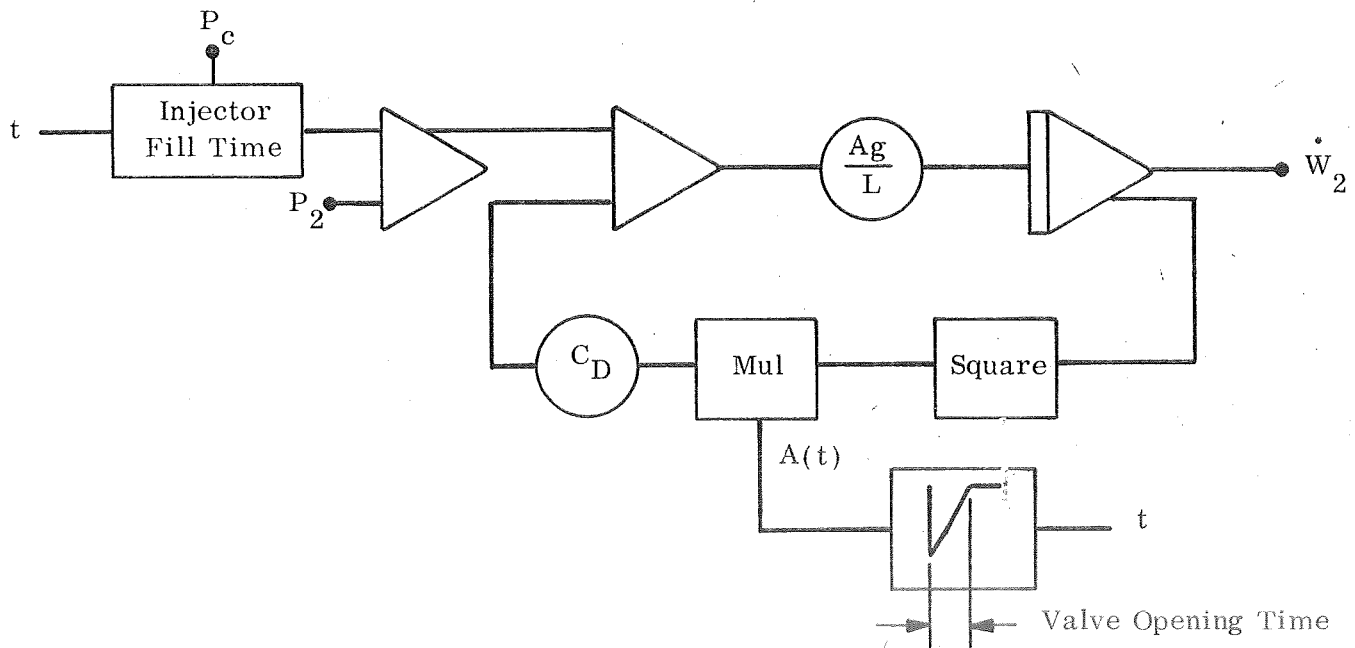 P_c
t
Injector
Fill Time
P_2
Ag
L
Ẇ_2
C_D
Mul
Square
A(t)
t
Valve Opening Time